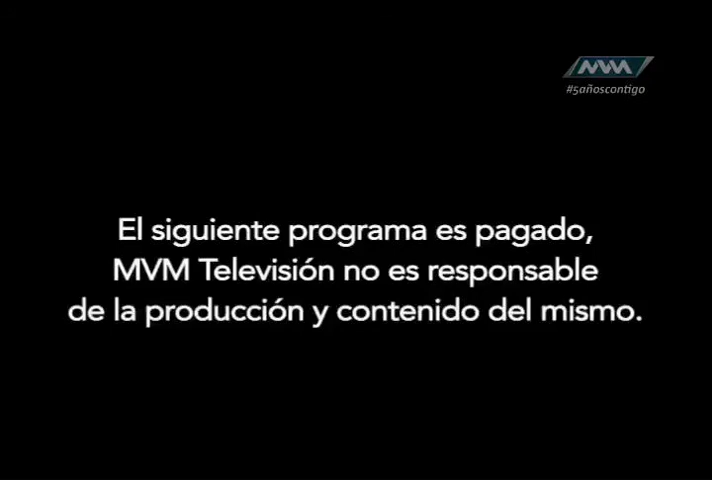 MVM
#5añoscontigo
El siguiente programa es pagado,
MVM Televisión no es responsable
de la producción y contenido del mismo.